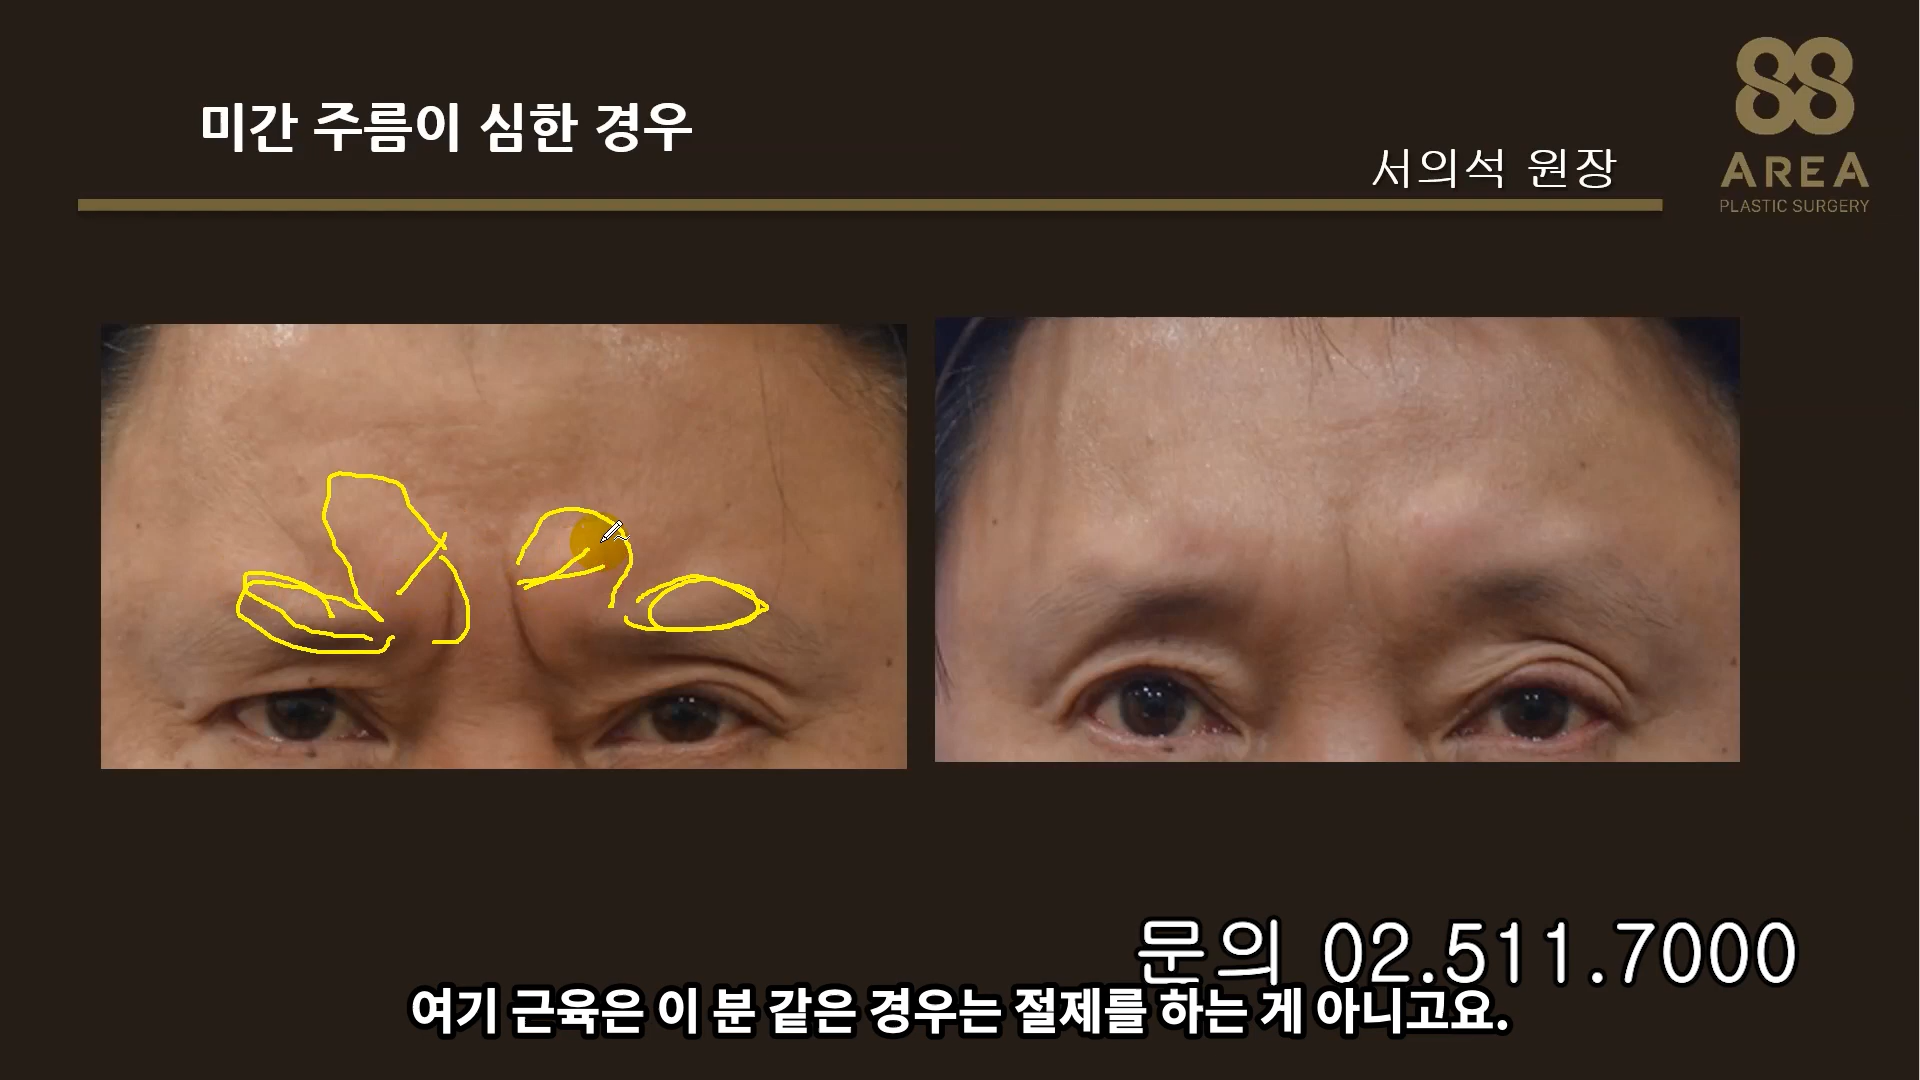 88
AREA
PLASTIC SURGERY
미간 주름이 심한 경우
서의석 원장
문의 02.511.7000
여기 근육은 이 분 같은 경우는 절제를 하는 게 아니고요.